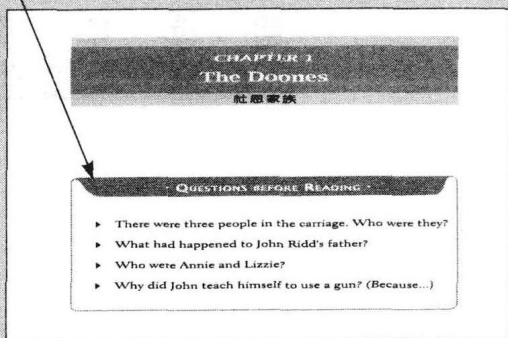 CHAPTER 1
The Doones
杜恩家族
QUESTIONS BEFORE READING
There were three people in the carriage. Who were they?
What had happened to John Ridd's father?
Who were Annie and Lizzie?
Why did John teach himself to use a gun? (Because...)